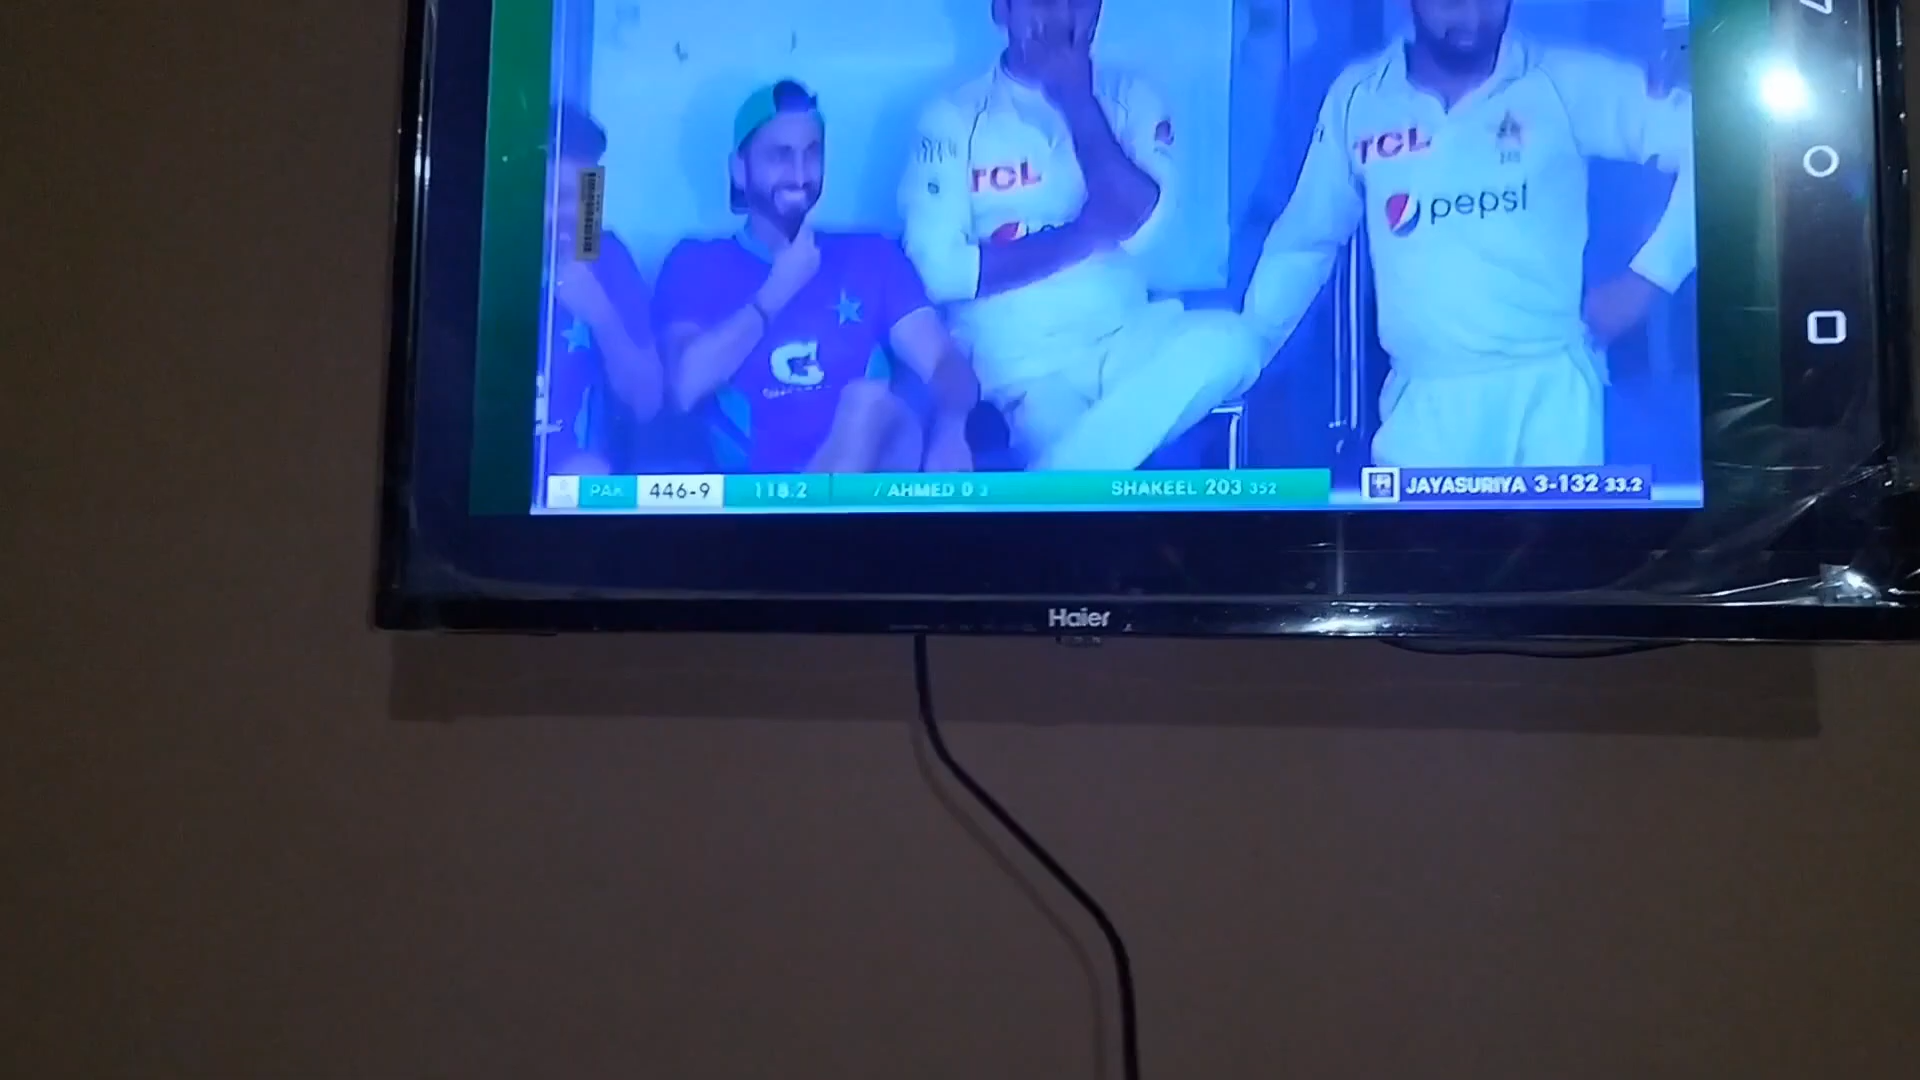 TCL
TCL
pepsi
G
PAK 446-9 118.2 / AHMED 0 3 SHAKEEL 203 352 JAYASURIYA 3-132 33.2
Haier